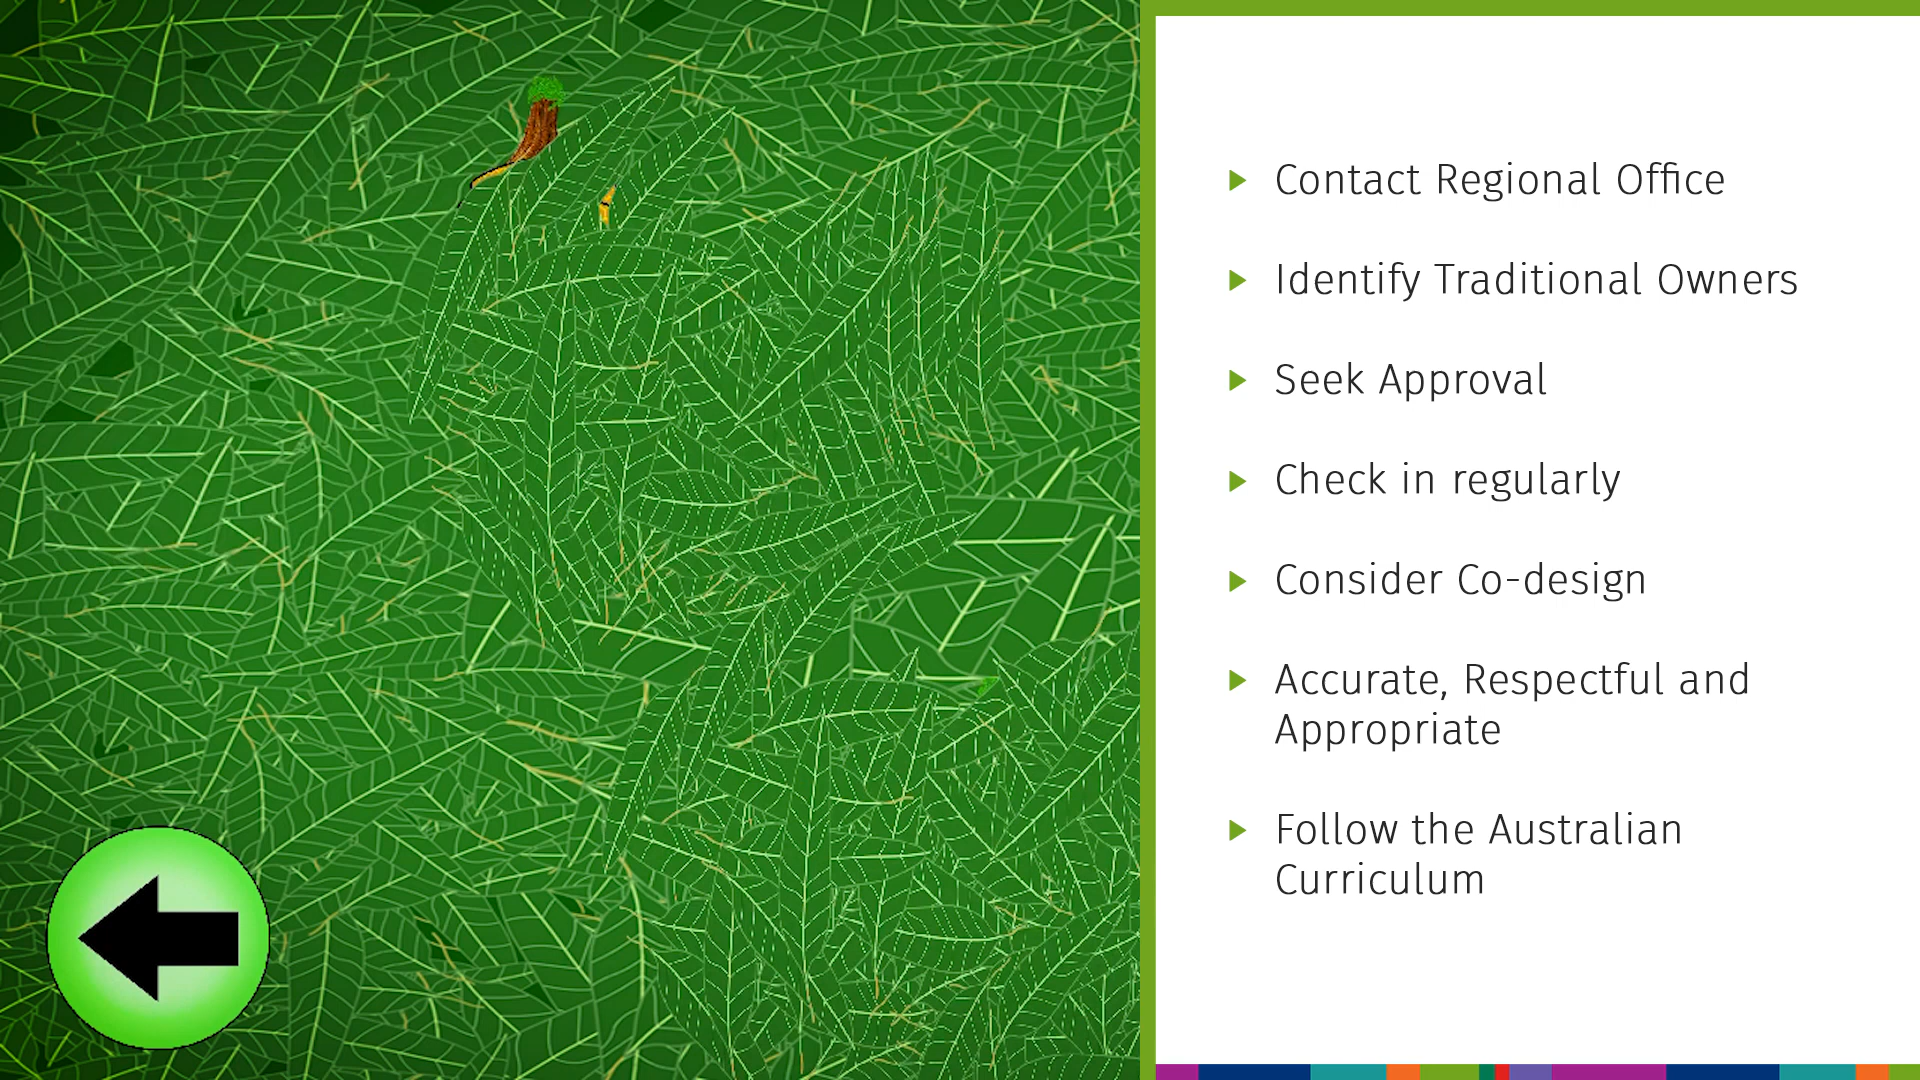 Contact Regional Office
Identify Traditional Owners
Seek Approval
Check in regularly
Consider Co-design
Accurate, Respectful and
Appropriate
Follow the Australian
Curriculum